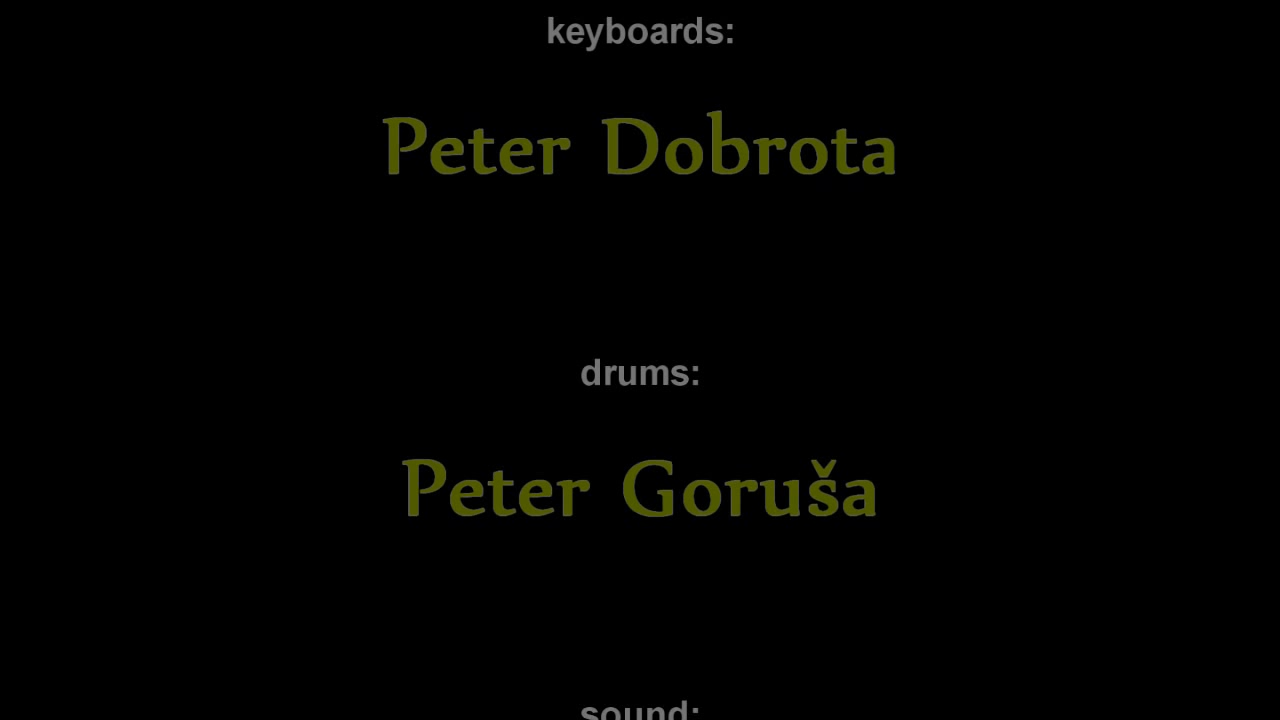 keyboards:
Peter Dobrota
drums:
Peter Goruša
sound: